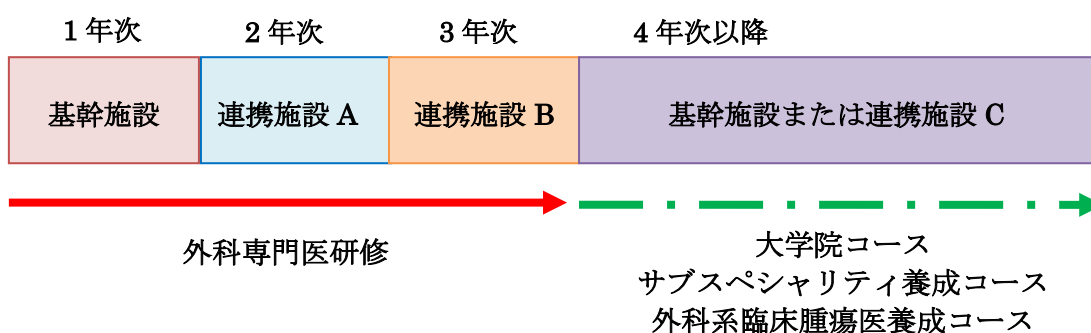 1 年次 2 年次 3 年次 4 年次以降
基幹施設 連携施設 A 連携施設 B 基幹施設または連携施設 C
外科専門医研修
大学院コース
サブスペシャリティ養成コース
外科系臨床腫瘍医養成コース